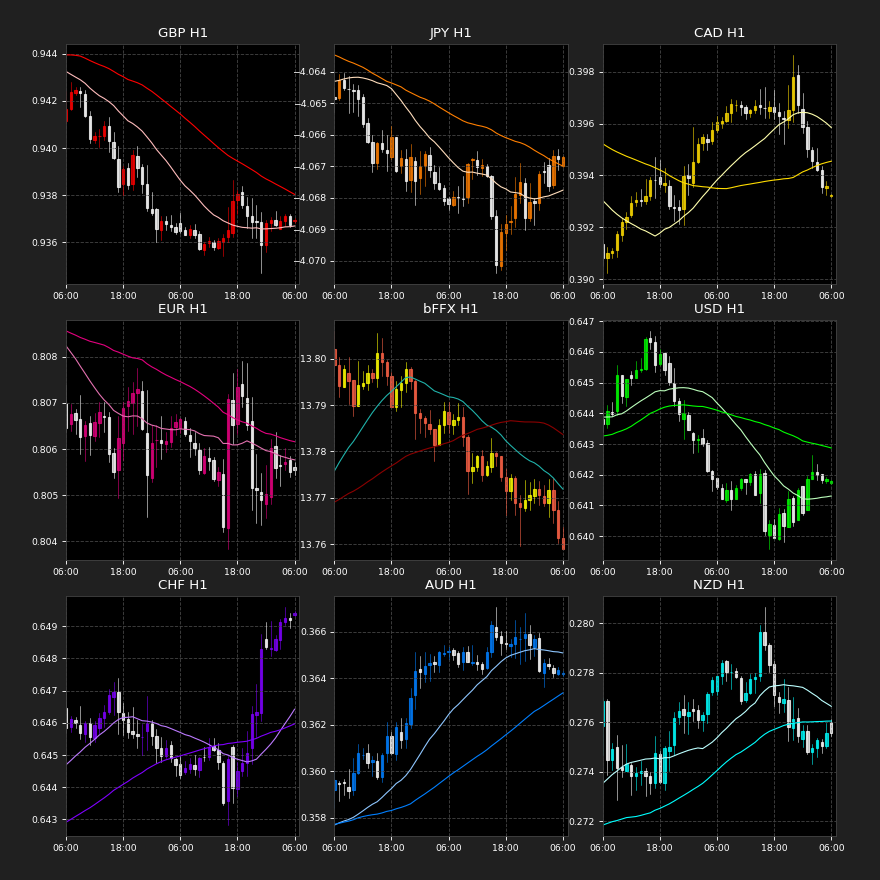 GBP H1
0.944
0.942
0.940
0.938
0.936
06:00 18:00 06:00 18:00 06:00
JPY H1
−4.064
−4.065
−4.066
−4.067
−4.068
−4.069
−4.070
06:00 18:00 06:00 18:00 06:00
CAD H1
0.398
0.396
0.394
0.392
0.390
06:00 18:00 06:00 18:00 06:00
EUR H1
0.808
0.807
0.806
0.805
0.804
06:00 18:00 06:00 18:00 06:00
bFFX H1
13.80
13.79
13.78
13.77
13.76
06:00 18:00 06:00 18:00 06:00
USD H1
0.647
0.646
0.645
0.644
0.643
0.642
0.641
0.640
06:00 18:00 06:00 18:00 06:00
CHF H1
0.649
0.648
0.647
0.646
0.645
0.644
0.643
06:00 18:00 06:00 18:00 06:00
AUD H1
0.366
0.364
0.362
0.360
0.358
06:00 18:00 06:00 18:00 06:00
NZD H1
0.280
0.278
0.276
0.274
0.272
06:00 18:00 06:00 18:00 06:00